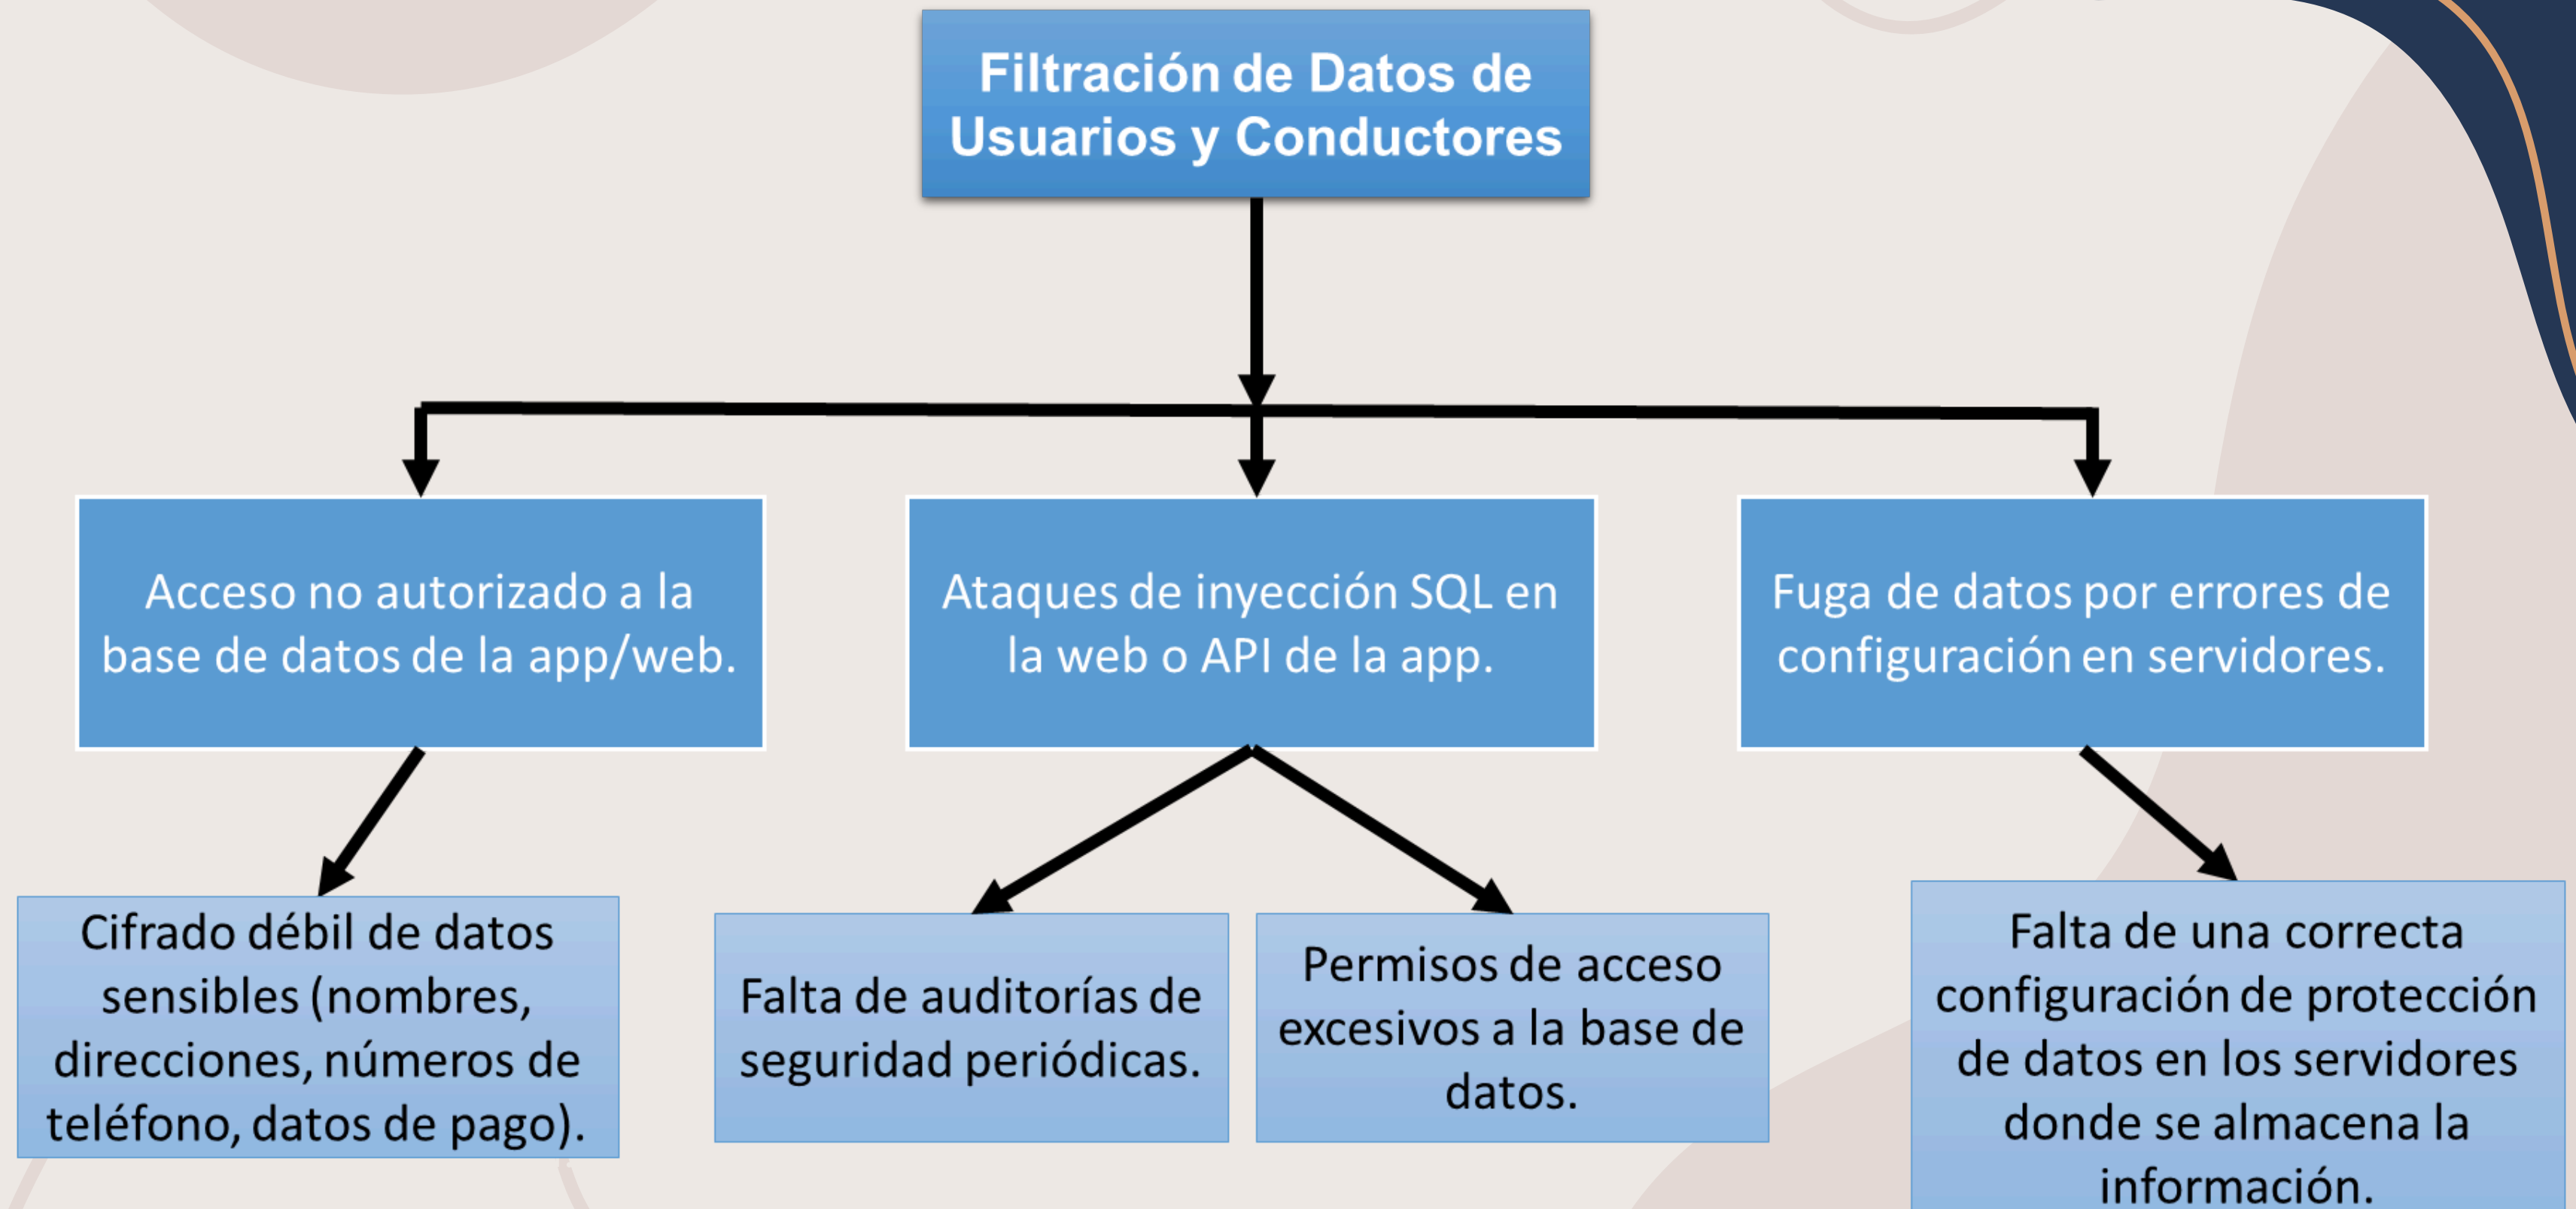 Filtración de Datos de
Usuarios y Conductores
Acceso no autorizado a la
base de datos de la app/web.
Ataques de inyección SQL en
la web o API de la app.
Fuga de datos por errores de
configuración en servidores.
Cifrado débil de datos
sensibles (nombres,
direcciones, números de
teléfono, datos de pago).
Falta de auditorías de
seguridad periódicas.
Permisos de acceso
excesivos a la base de
datos.
Falta de una correcta
configuración de protección
de datos en los servidores
donde se almacena la
información.